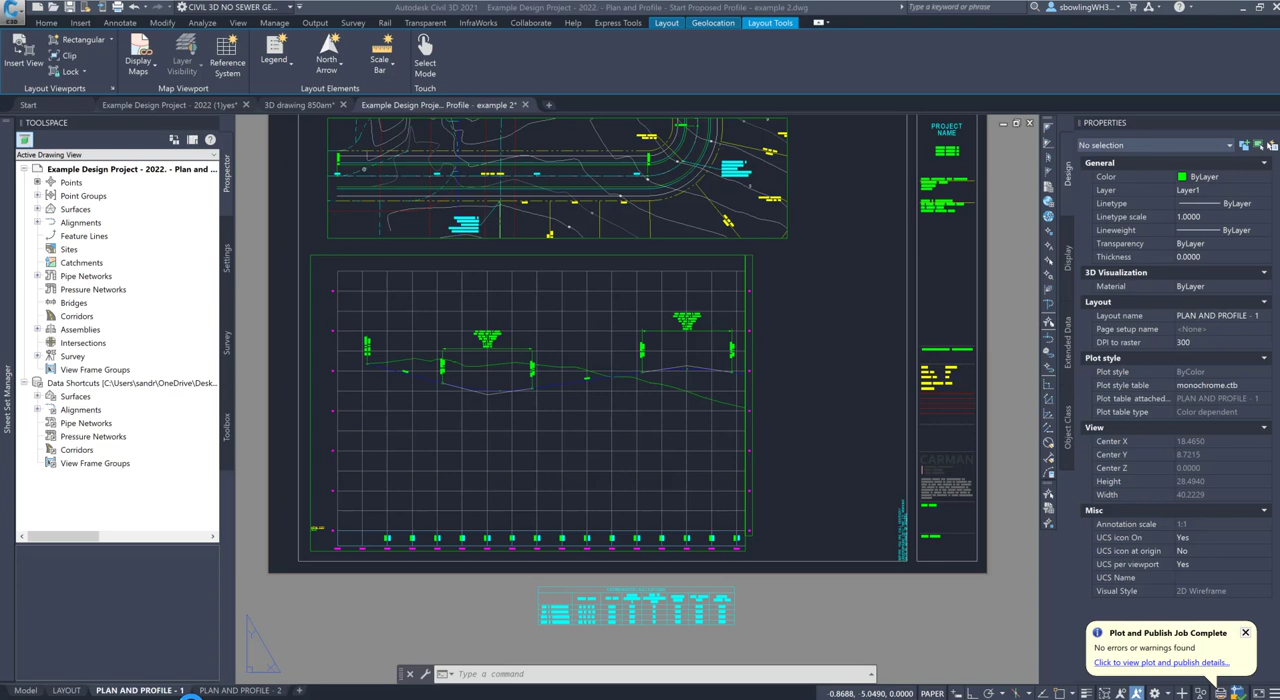 C3D
CIVIL 3D NO SEWER GE...
Autodesk Civil 3D 2021 Example Design Project - 2022. - Plan and Profile - Start Proposed Profile - example 2.dwg
Type a keyword or phrase
sbowlingWH3...
Home Insert Annotate Modify Analyze View Manage Output Survey Rail Transparent InfraWorks Collaborate Help Express Tools Layout Geolocation Layout Tools
Insert View
Rectangular
Clip
Lock
Display Maps
Layer Visibility
Reference System
Legend
North Arrow
Scale Bar
Select Mode
Layout Viewports Map Viewport Layout Elements Touch
Start Example Design Project - 2022 (1)yes* 3D drawing 850am* Example Design Proje... Profile - example 2*
TOOLSPACE
Active Drawing View
Example Design Project - 2022. - Plan and ...
Points
Point Groups
Surfaces
Alignments
Feature Lines
Sites
Catchments
Pipe Networks
Pressure Networks
Bridges
Corridors
Assemblies
Intersections
Survey
View Frame Groups
Data Shortcuts [C:\Users\sandr\OneDrive\Desk...
Surfaces
Alignments
Pipe Networks
Pressure Networks
Corridors
View Frame Groups
Prospector
Settings
Survey
Toolbox
Sheet Set Manager
PROJECT
NAME
CARMAN
PROPERTIES
No selection
Design
Display
Extended Data
Object Class
General
Color ByLayer
Layer Layer1
Linetype ByLayer
Linetype scale 1.0000
Lineweight ByLayer
Transparency ByLayer
Thickness 0.0000
3D Visualization
Material ByLayer
Layout
Layout name PLAN AND PROFILE - 1
Page setup name <None>
DPI to raster 300
Plot style
Plot style ByColor
Plot style table monochrome.ctb
Plot table attached... PLAN AND PROFILE - 1
Plot table type Color dependent
View
Center X 18.4650
Center Y 8.7215
Center Z 0.0000
Height 28.4940
Width 40.2229
Misc
Annotation scale 1:1
UCS icon On Yes
UCS icon at origin No
UCS per viewport Yes
UCS Name
Visual Style 2D Wireframe
Plot and Publish Job Complete
No errors or warnings found
Click to view plot and publish details...
Type a command
Model LAYOUT PLAN AND PROFILE - 1 PLAN AND PROFILE - 2
-0.8688, -5.0490, 0.0000 PAPER